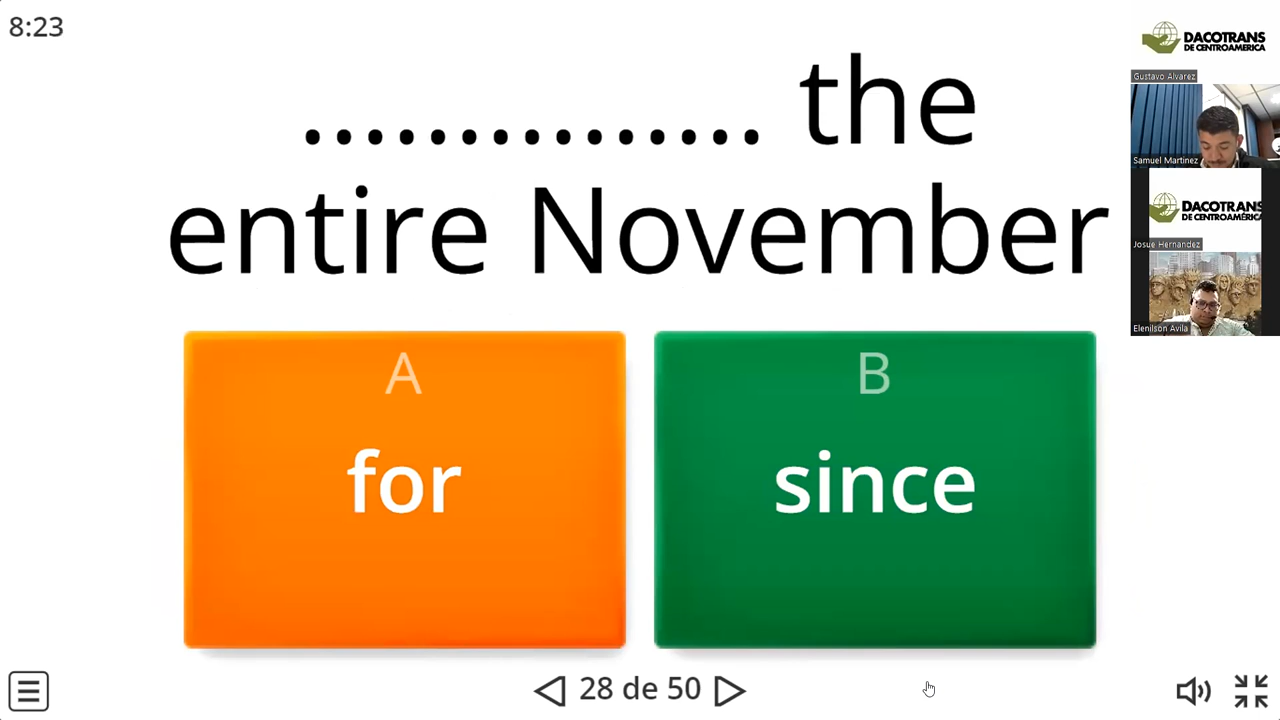 8:23
............... the
entire November
A
for
B
since
28 de 50
DACOTRANS
DE CENTROAMERICA
Gustavo Alvarez
Samuel Martinez
DACOTRANS
DE CENTROAMÉRICA
Josue Hernandez
Elenilson Avila